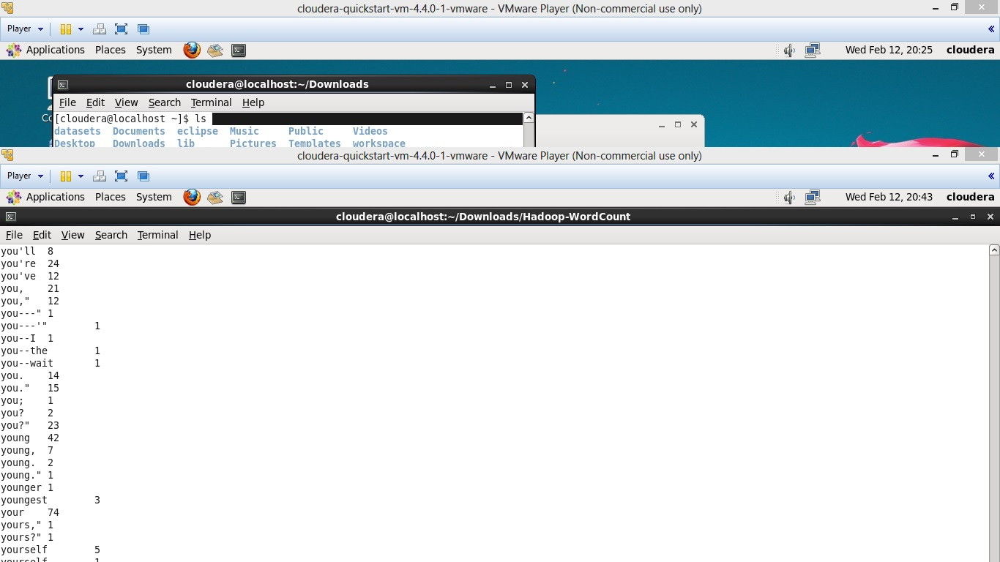 cloudera-quickstart-vm-4.4.0-1-vmware - VMware Player (Non-commercial use only)
Player
Applications Places System Wed Feb 12, 20:25 cloudera
cloudera@localhost:~/Downloads
File Edit View Search Terminal Help
[cloudera@localhost ~]$ ls
datasets Documents eclipse Music Public Videos
Desktop Downloads lib Pictures Templates workspace
cloudera-quickstart-vm-4.4.0-1-vmware - VMware Player (Non-commercial use only)
Player
Applications Places System Wed Feb 12, 20:43 cloudera
cloudera@localhost:~/Downloads/Hadoop-WordCount
File Edit View Search Terminal Help
you'll 8
you're 24
you've 12
you, 21
you," 12
you---" 1
you---'" 1
you--I 1
you--the 1
you--wait 1
you. 14
you." 15
you; 1
you? 2
you?" 23
young 42
young, 7
young. 2
young." 1
younger 1
youngest 3
your 74
yours," 1
yours?" 1
yourself 5